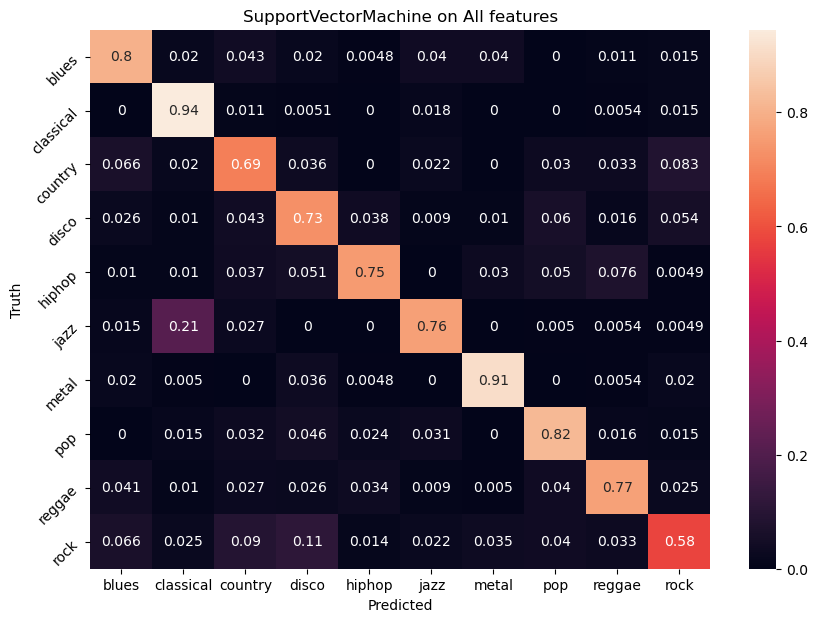 SupportVectorMachine on All features
blues 0.8 0.02 0.043 0.02 0.0048 0.04 0.04 0 0.011 0.015
classical 0 0.94 0.011 0.0051 0 0.018 0 0 0.0054 0.015
country 0.066 0.02 0.69 0.036 0 0.022 0 0.03 0.033 0.083
disco 0.026 0.01 0.043 0.73 0.038 0.009 0.01 0.06 0.016 0.054
hiphop 0.01 0.01 0.037 0.051 0.75 0 0.03 0.05 0.076 0.0049
jazz 0.015 0.21 0.027 0 0 0.76 0 0.005 0.0054 0.0049
metal 0.02 0.005 0 0.036 0.0048 0 0.91 0 0.0054 0.02
pop 0 0.015 0.032 0.046 0.024 0.031 0 0.82 0.016 0.015
reggae 0.041 0.01 0.027 0.026 0.034 0.009 0.005 0.04 0.77 0.025
rock 0.066 0.025 0.09 0.11 0.014 0.022 0.035 0.04 0.033 0.58
blues classical country disco hiphop jazz metal pop reggae rock
Predicted
Truth
0.8
0.6
0.4
0.2
0.0